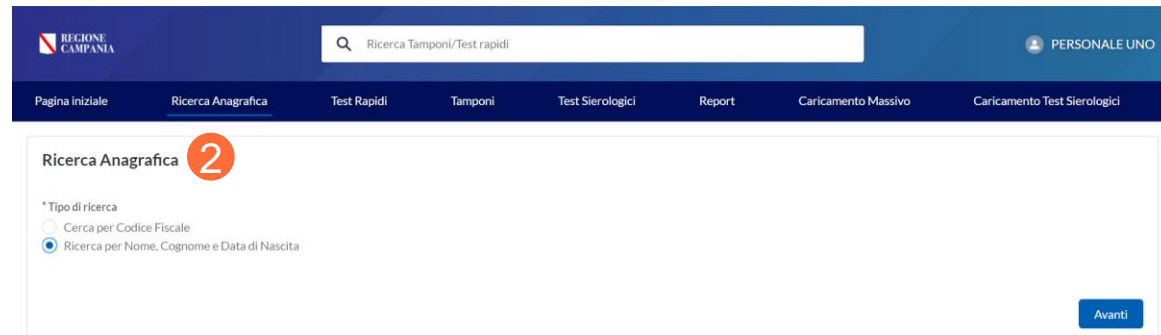 REGIONE
CAMPANIA
Ricerca Tamponi/Test rapidi
PERSONALE UNO
Pagina iniziale Ricerca Anagrafica Test Rapidi Tamponi Test Sierologici Report Caricamento Massivo Caricamento Test Sierologici
Ricerca Anagrafica 2
*Tipo di ricerca
Cerca per Codice Fiscale
Ricerca per Nome, Cognome e Data di Nascita
Avanti